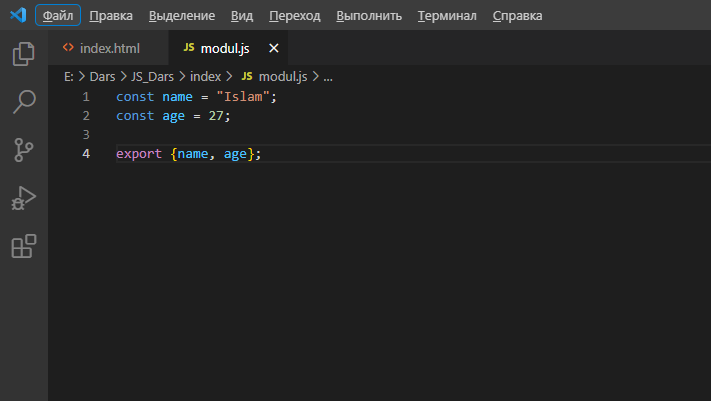 Файл Правка Выделение Вид Переход Выполнить Терминал Справка
<> index.html JS modul.js ×
E: > Dars > JS_Dars > index > JS modul.js > ...
1 const name = "Islam";
2 const age = 27;
3
4 export {name, age};